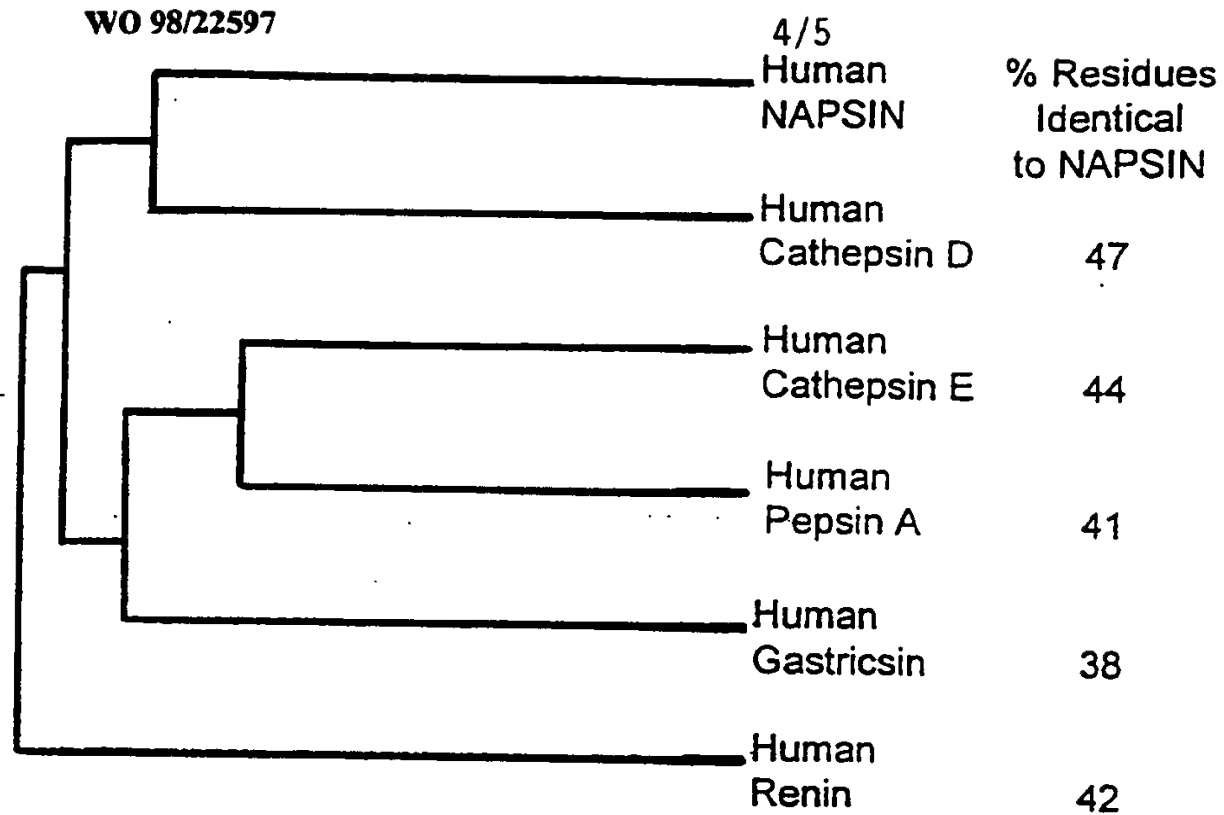 WO 98/22597
4/5
Human
NAPSIN
% Residues
Identical
to NAPSIN
Human
Cathepsin D 47
Human
Cathepsin E 44
Human
Pepsin A 41
Human
Gastricsin 38
Human
Renin 42